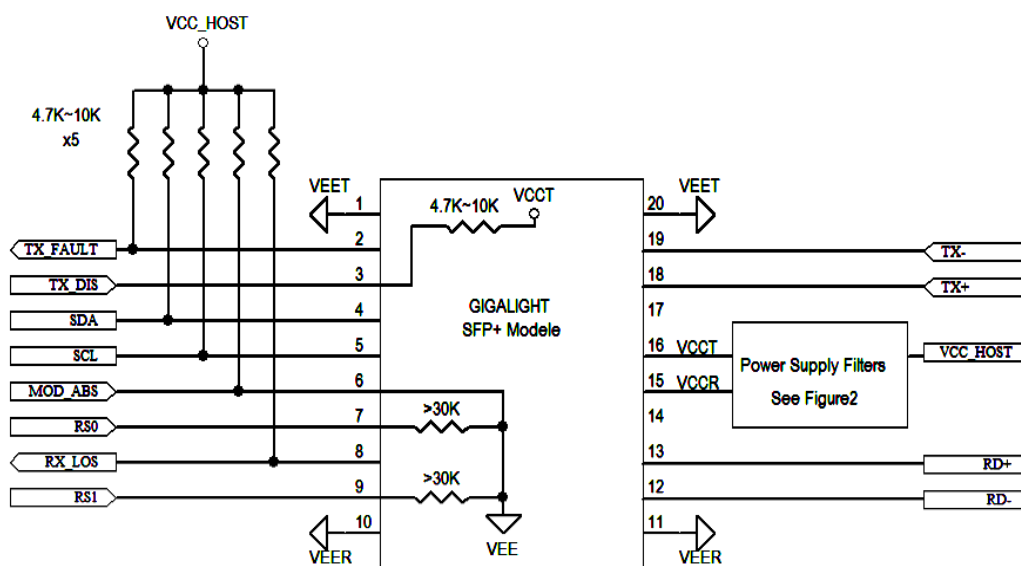 VCC_HOST
4.7K~10K
x5
VEET
1
2
3
4
5
6
7
8
9
10
VEER
TX_FAULT
TX_DIS
SDA
SCL
MOD_ABS
RS0
RX_LOS
RS1
4.7K~10K
VCCT
GIGALIGHT
SFP+ Modele
>30K
>30K
VEE
20
19
18
17
16
15
14
13
12
11
VEET
VEER
VCCT
VCCR
Power Supply Filters
See Figure2
TX-
TX+
VCC_HOST
RD+
RD-